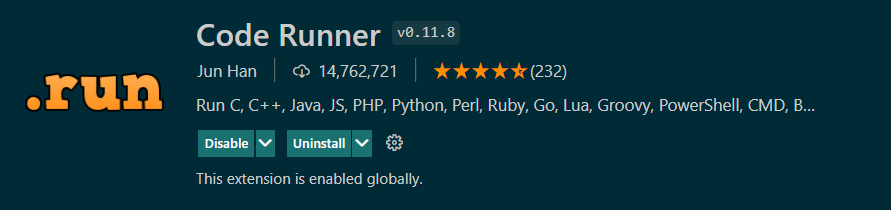 Code Runner v0.11.8
.run
Jun Han 14,762,721 (232)
Run C, C++, Java, JS, PHP, Python, Perl, Ruby, Go, Lua, Groovy, PowerShell, CMD, B...
Disable Uninstall
This extension is enabled globally.